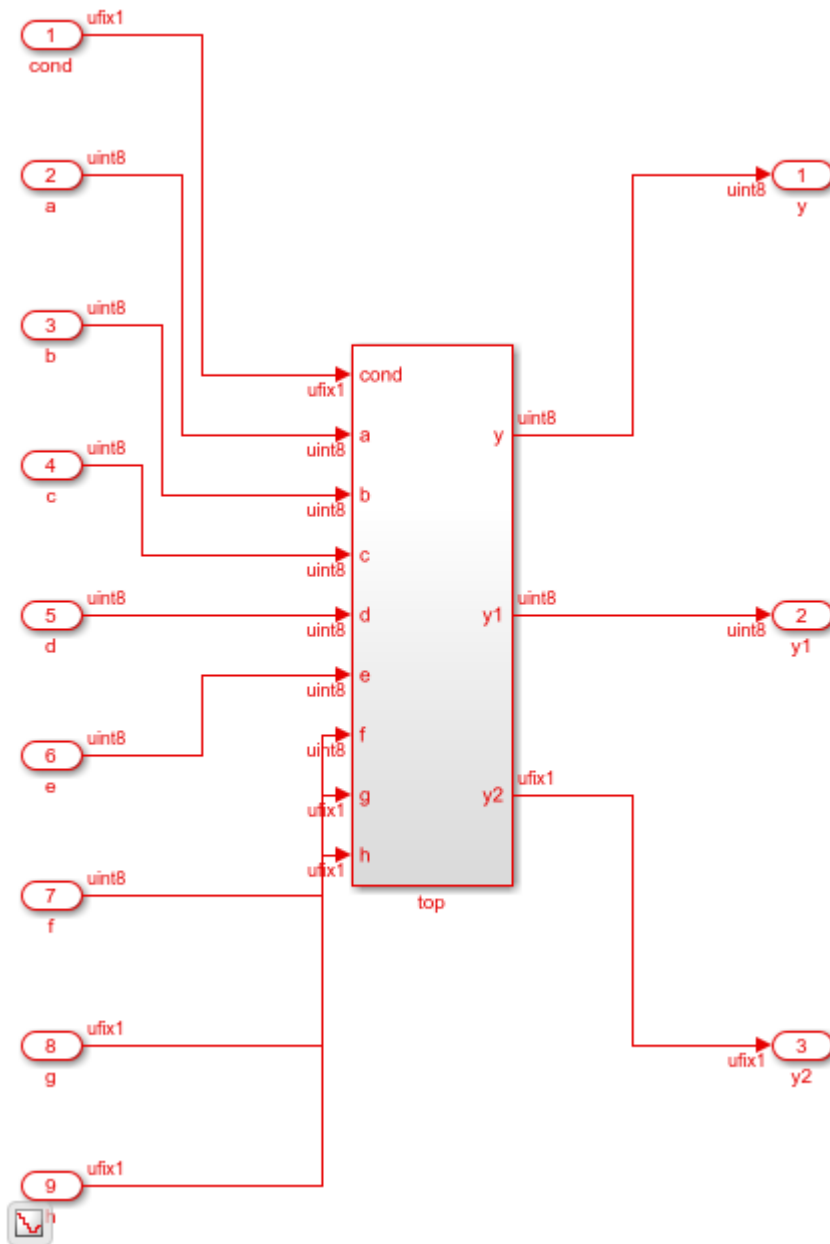 1
ufix1
cond
2
uint8
a
3
uint8
b
4
uint8
c
5
uint8
d
6
uint8
e
7
uint8
f
8
ufix1
g
9
ufix1
h
ufix1
cond
uint8
a
uint8
b
uint8
c
uint8
d
uint8
e
uint8
f
ufix1
g
ufix1
h
y
uint8
y1
uint8
y2
ufix1
top
uint8
1
y
uint8
2
y1
ufix1
3
y2